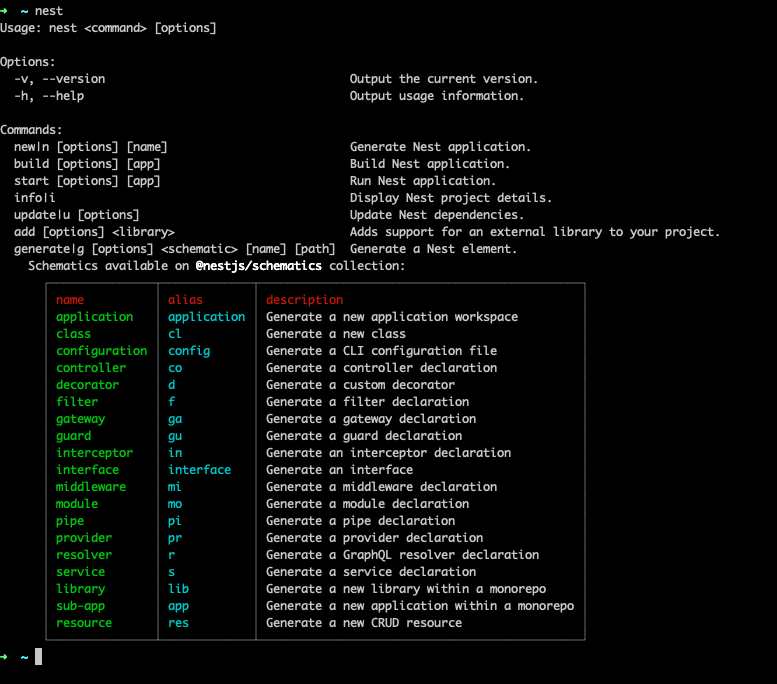 ➜  ~ nest
Usage: nest <command> [options]
Options:
-v, --version Output the current version.
-h, --help Output usage information.
Commands:
new|n [options] [name] Generate Nest application.
build [options] [app] Build Nest application.
start [options] [app] Run Nest application.
info|i Display Nest project details.
update|u [options] Update Nest dependencies.
add [options] <library> Adds support for an external library to your project.
generate|g [options] <schematic> [name] [path] Generate a Nest element.
Schematics available on @nestjs/schematics collection:
name alias description
application application Generate a new application workspace
class cl Generate a new class
configuration config Generate a CLI configuration file
controller co Generate a controller declaration
decorator d Generate a custom decorator
filter f Generate a filter declaration
gateway ga Generate a gateway declaration
guard gu Generate a guard declaration
interceptor in Generate an interceptor declaration
interface interface Generate an interface
middleware mi Generate a middleware declaration
module mo Generate a module declaration
pipe pi Generate a pipe declaration
provider pr Generate a provider declaration
resolver r Generate a GraphQL resolver declaration
service s Generate a service declaration
library lib Generate a new library within a monorepo
sub-app app Generate a new application within a monorepo
resource res Generate a new CRUD resource
➜  ~